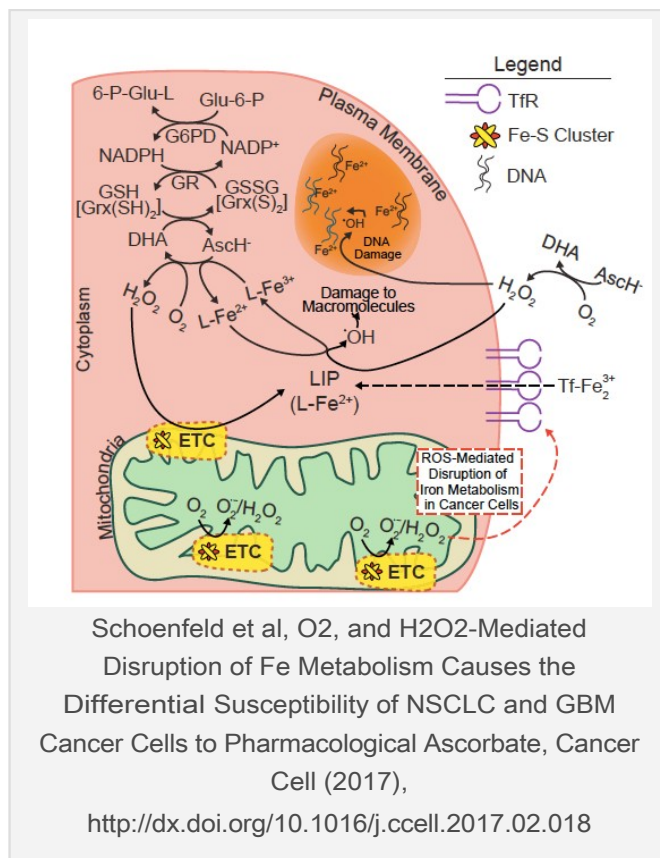 Legend
TfR
Fe-S Cluster
DNA
Plasma Membrane
6-P-Glu-L
Glu-6-P
G6PD
NADPH
NADP⁺
GR
GSH
[Grx(SH)₂]
GSSG
[Grx(S)₂]
DHA
AscH⁻
H₂O₂
O₂
L-Fe²⁺
L-Fe³⁺
Cytoplasm
Fe²⁺
Fe²⁺
Fe²⁺
Fe²⁺
˙OH
DNA
Damage
Damage to
Macromolecules
˙OH
DHA
AscH⁻
H₂O₂
O₂
LIP
(L-Fe²⁺)
Tf-Fe₂³⁺
Mitochondria
ETC
ROS-Mediated
Disruption of
Iron Metabolism
in Cancer Cells
O₂ O₂˙⁻/H₂O₂
ETC
O₂ O₂˙⁻/H₂O₂
ETC
Schoenfeld et al, O2, and H2O2-Mediated
Disruption of Fe Metabolism Causes the
Differential Susceptibility of NSCLC and GBM
Cancer Cells to Pharmacological Ascorbate, Cancer
Cell (2017),
http://dx.doi.org/10.1016/j.ccell.2017.02.018